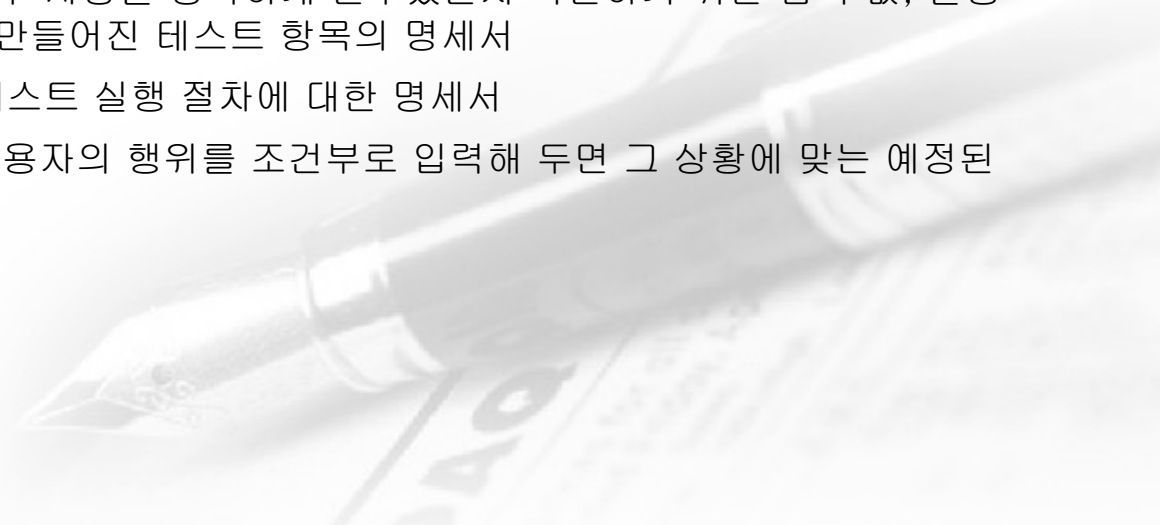 만들어진 테스트 항목의 명세서
스트 실행 절차에 대한 명세서
용자의 행위를 조건부로 입력해 두면 그 상황에 맞는 예정된